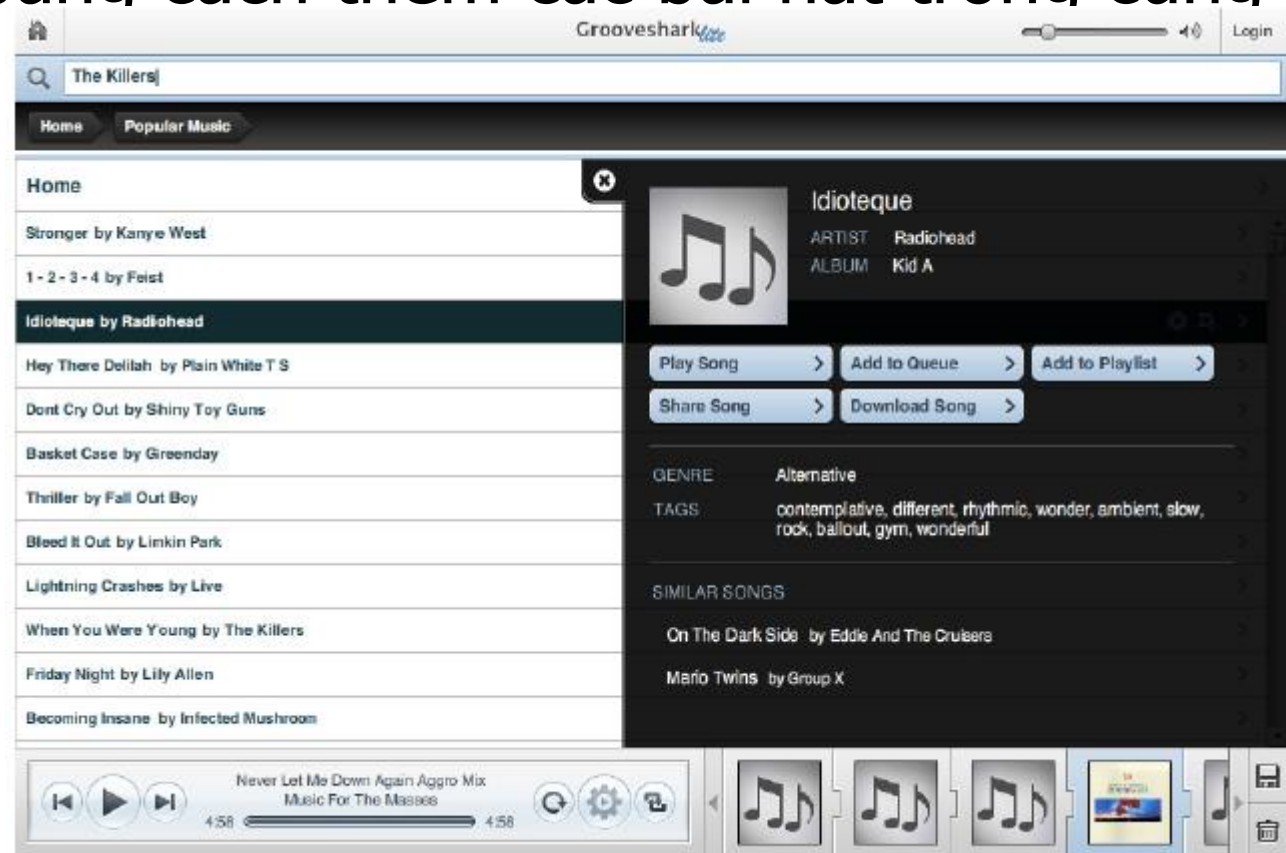 Grooveshark lite
Login
The Killers
Home
Popular Music
Home
Stronger by Kanye West
1 - 2 - 3 - 4 by Feist
Idioteque by Radiohead
Hey There Delilah by Plain White T S
Dont Cry Out by Shiny Toy Guns
Basket Case by Greenday
Thriller by Fall Out Boy
Bleed It Out by Limkin Park
Lightning Crashes by Live
When You Were Young by The Killers
Friday Night by Lily Allen
Becoming Insane by Infected Mushroom
Idioteque
ARTIST Radiohead
ALBUM Kid A
Play Song
Add to Queue
Add to Playlist
Share Song
Download Song
GENRE Alternative
TAGS contemplative, different, rhythmic, wonder, ambient, slow,
rock, ballout, gym, wonderful
SIMILAR SONGS
On The Dark Side by Eddie And The Cruisers
Mario Twins by Group X
Never Let Me Down Again Aggro Mix
Music For The Masses
4:58
4:58